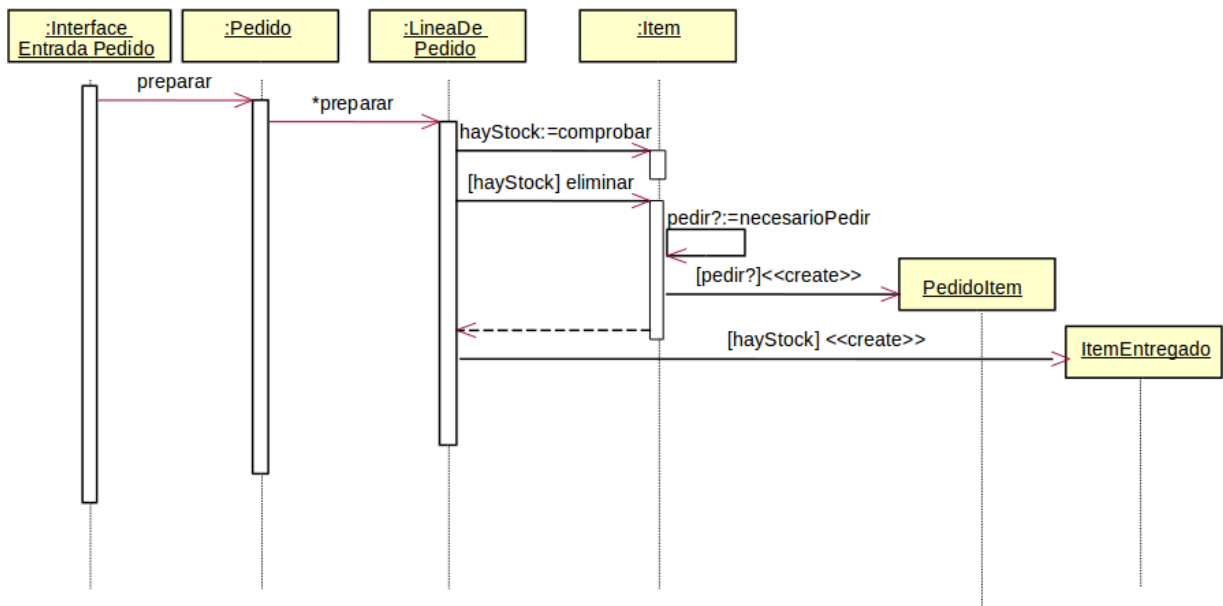 :Interface
Entrada Pedido
:Pedido
:LineaDe
Pedido
:Item
preparar
*preparar
hayStock:=comprobar
[hayStock] eliminar
pedir?:=necesarioPedir
[pedir?]<<create>>
PedidoItem
[hayStock] <<create>>
ItemEntregado